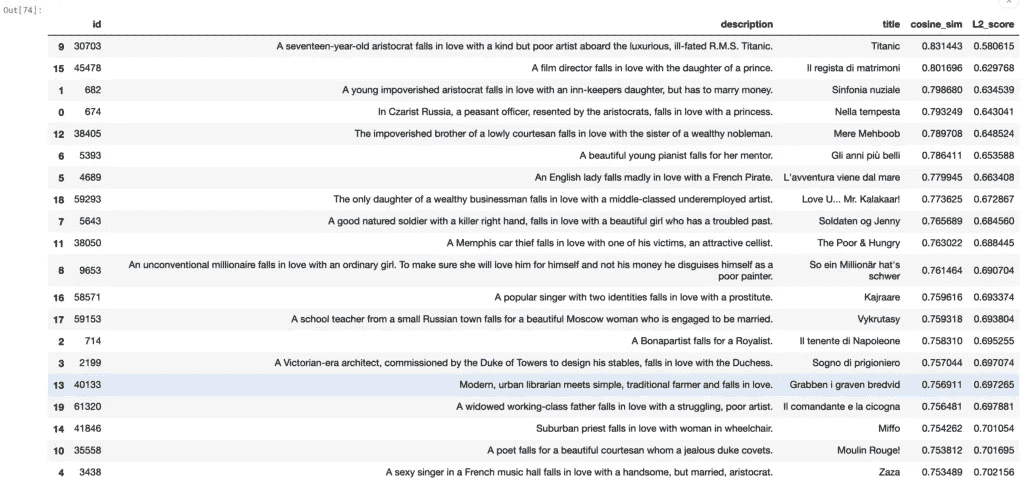 Out[74]:
id description title cosine_sim L2_score
9 30703 A seventeen-year-old aristocrat falls in love with a kind but poor artist aboard the luxurious, ill-fated R.M.S. Titanic. Titanic 0.831443 0.580615
15 45478 A film director falls in love with the daughter of a prince. Il regista di matrimoni 0.801696 0.629768
1 682 A young impoverished aristocrat falls in love with an inn-keepers daughter, but has to marry money. Sinfonia nuziale 0.798680 0.634539
0 674 In Czarist Russia, a peasant officer, resented by the aristocrats, falls in love with a princess. Nella tempesta 0.793249 0.643041
12 38405 The impoverished brother of a lowly courtesan falls in love with the sister of a wealthy nobleman. Mere Mehboob 0.789708 0.648524
6 5393 A beautiful young pianist falls for her mentor. Gli anni più belli 0.786411 0.653588
5 4689 An English lady falls madly in love with a French Pirate. L'avventura viene dal mare 0.779945 0.663408
18 59293 The only daughter of a wealthy businessman falls in love with a middle-classed underemployed artist. Love U... Mr. Kalakaar! 0.773625 0.672867
7 5643 A good natured soldier with a killer right hand, falls in love with a beautiful girl who has a troubled past. Soldaten og Jenny 0.765689 0.684560
11 38050 A Memphis car thief falls in love with one of his victims, an attractive cellist. The Poor & Hungry 0.763022 0.688445
8 9653 An unconventional millionaire falls in love with an ordinary girl. To make sure she will love him for himself and not his money he disguises himself as a So ein Millionär hat's 0.761464 0.690704
poor painter. schwer
16 58571 A popular singer with two identities falls in love with a prostitute. Kajraare 0.759616 0.693374
17 59153 A school teacher from a small Russian town falls for a beautiful Moscow woman who is engaged to be married. Vykrutasy 0.759318 0.693804
2 714 A Bonapartist falls for a Royalist. Il tenente di Napoleone 0.758310 0.695255
3 2199 A Victorian-era architect, commissioned by the Duke of Towers to design his stables, falls in love with the Duchess. Sogno di prigioniero 0.757044 0.697074
13 40133 Modern, urban librarian meets simple, traditional farmer and falls in love. Grabben i graven bredvid 0.756911 0.697265
19 61320 A widowed working-class father falls in love with a struggling, poor artist. Il comandante e la cicogna 0.756481 0.697881
14 41846 Suburban priest falls in love with woman in wheelchair. Miffo 0.754262 0.701054
10 35558 A poet falls for a beautiful courtesan whom a jealous duke covets. Moulin Rouge! 0.753812 0.701695
4 3438 A sexy singer in a French music hall falls in love with a handsome, but married, aristocrat. Zaza 0.753489 0.702156